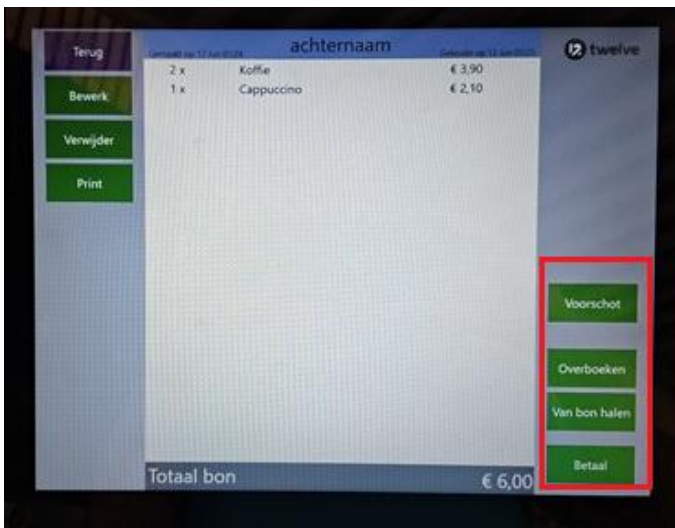 Terug
achternaam
twelve
2 x Koffie € 3,90
1 x Cappuccino € 2,10
Bewerk
Verwijder
Print
Voorschot
Overboeken
Van bon halen
Betaal
Totaal bon € 6,00